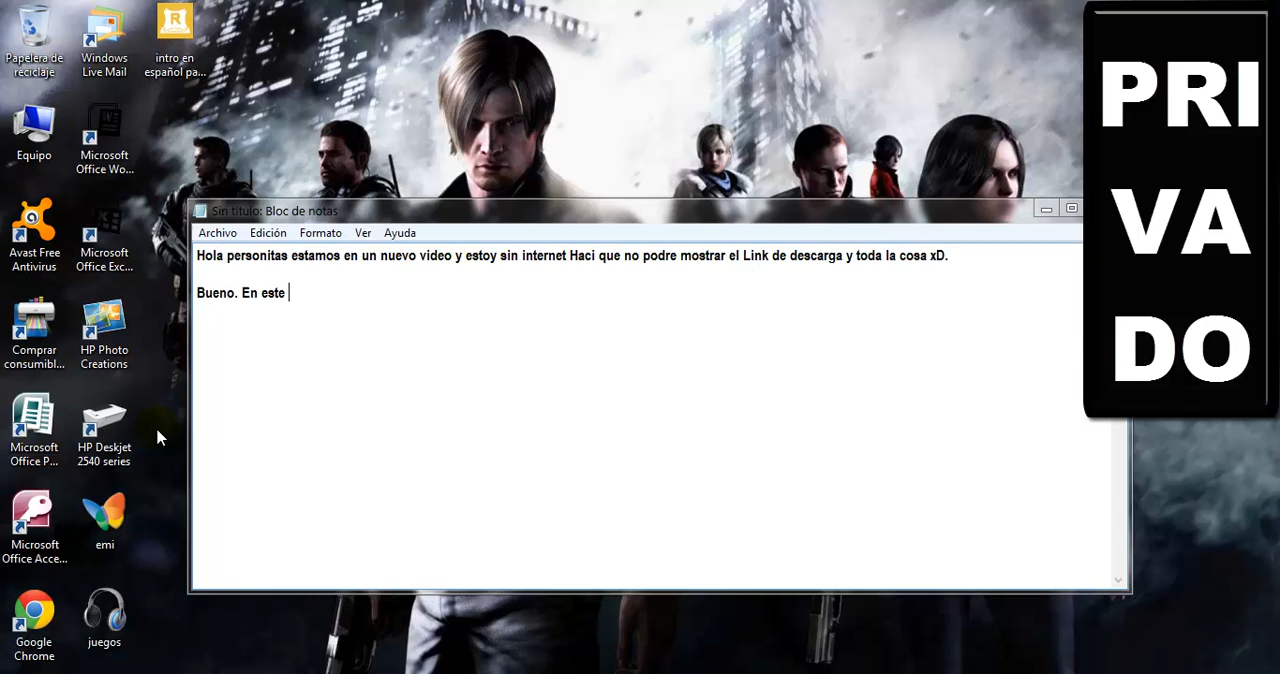 Papelera de
reciclaje
Windows
Live Mail
R
intro en
español pa...
Equipo
Microsoft
Office Wo...
Avast Free
Antivirus
Microsoft
Office Exc...
Comprar
consumibl...
HP Photo
Creations
Microsoft
Office P...
HP Deskjet
2540 series
Microsoft
Office Acce...
emi
Google
Chrome
juegos
Sin título: Bloc de notas
Archivo Edición Formato Ver Ayuda
Hola personitas estamos en un nuevo video y estoy sin internet Haci que no podre mostrar el Link de descarga y toda la cosa xD.
Bueno. En este
PRI
VA
DO